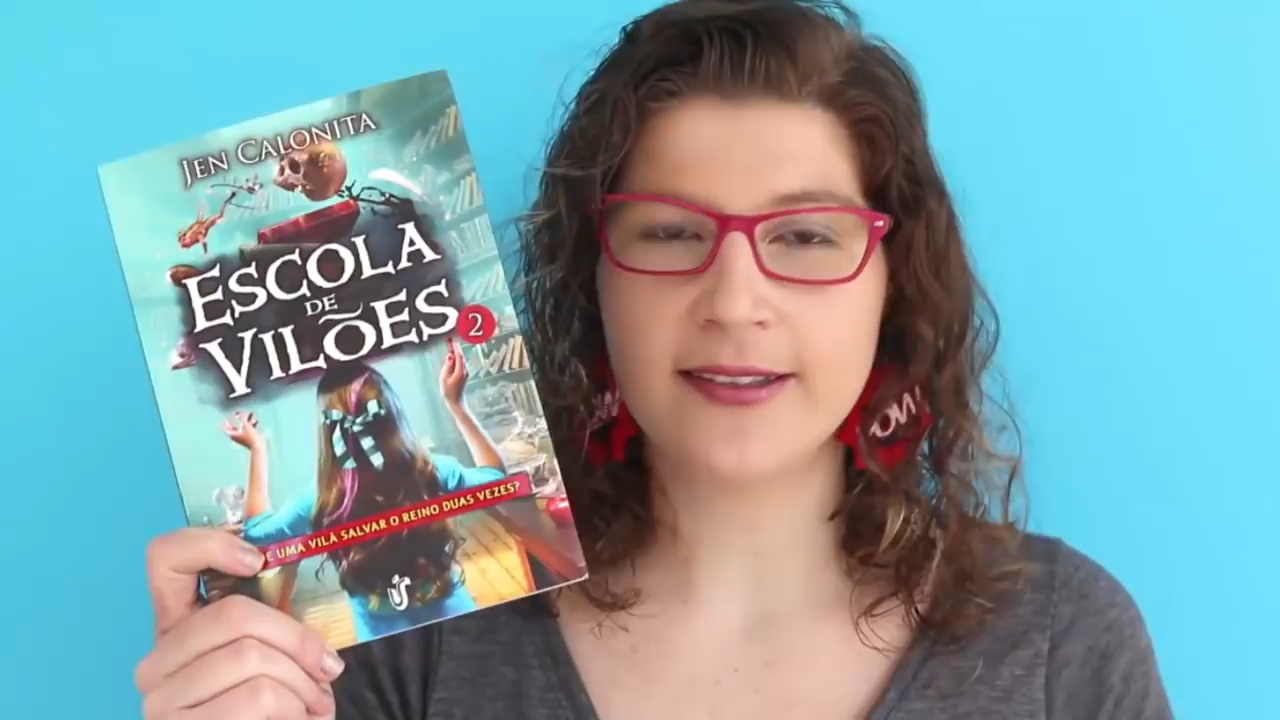 JEN CALONITA
ESCOLA
DE
VILÕES
2
E UMA VILÃ SALVAR O REINO DUAS VEZES?